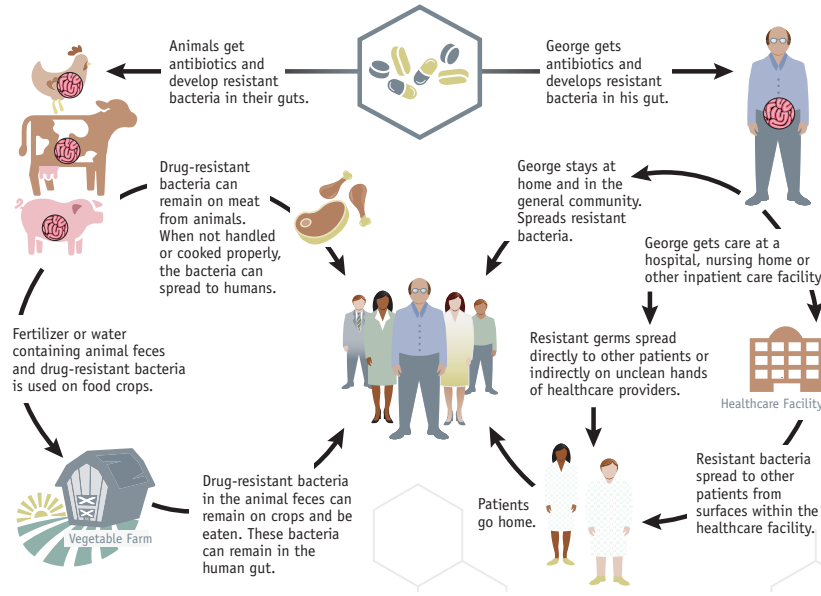 Animals get
antibiotics and
develop resistant
bacteria in their guts.
George gets
antibiotics and
develops resistant
bacteria in his gut.
Drug-resistant
bacteria can
remain on meat
from animals.
When not handled
or cooked properly,
the bacteria can
spread to humans.
George stays at
home and in the
general community.
Spreads resistant
bacteria.
George gets care at a
hospital, nursing home or
other inpatient care facility
Fertilizer or water
containing animal feces
and drug-resistant bacteria
is used on food crops.
Resistant germs spread
directly to other patients or
indirectly on unclean hands
of healthcare providers.
Healthcare Facility
Vegetable Farm
Drug-resistant bacteria
in the animal feces can
remain on crops and be
eaten. These bacteria
can remain in the
human gut.
Patients
go home.
Resistant bacteria
spread to other
patients from
surfaces within the
healthcare facility.